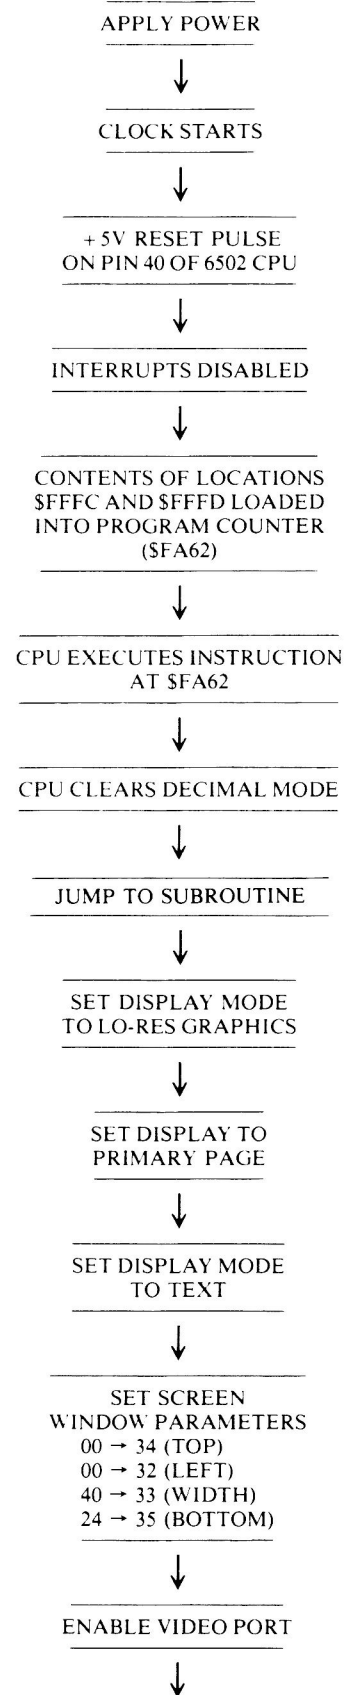 APPLY POWER
↓
CLOCK STARTS
↓
+ 5V RESET PULSE
ON PIN 40 OF 6502 CPU
↓
INTERRUPTS DISABLED
↓
CONTENTS OF LOCATIONS
$FFFC AND $FFFD LOADED
INTO PROGRAM COUNTER
($FA62)
↓
CPU EXECUTES INSTRUCTION
AT $FA62
↓
CPU CLEARS DECIMAL MODE
↓
JUMP TO SUBROUTINE
↓
SET DISPLAY MODE
TO LO-RES GRAPHICS
↓
SET DISPLAY TO
PRIMARY PAGE
↓
SET DISPLAY MODE
TO TEXT
↓
SET SCREEN
WINDOW PARAMETERS
00 → 34 (TOP)
00 → 32 (LEFT)
40 → 33 (WIDTH)
24 → 35 (BOTTOM)
↓
ENABLE VIDEO PORT
↓